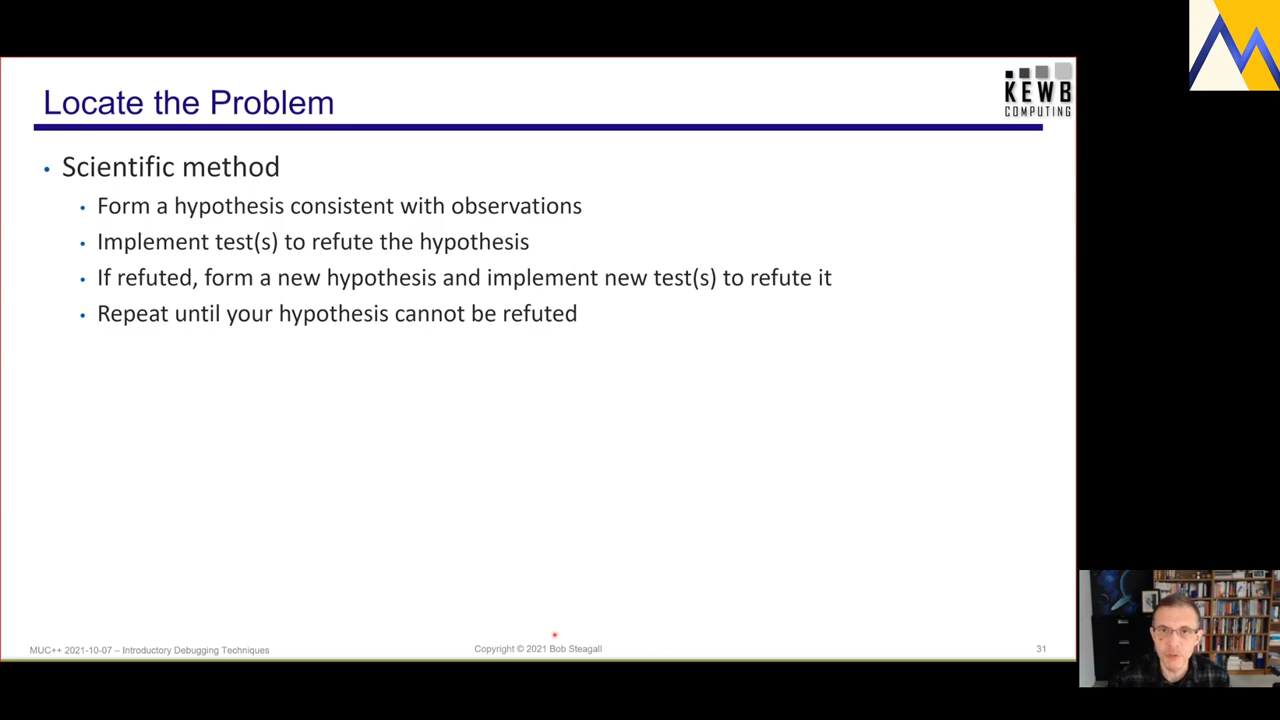 Locate the Problem
KEWB
COMPUTING
• Scientific method
• Form a hypothesis consistent with observations
• Implement test(s) to refute the hypothesis
• If refuted, form a new hypothesis and implement new test(s) to refute it
• Repeat until your hypothesis cannot be refuted
MUC++ 2021-10-07 – Introductory Debugging Techniques
Copyright © 2021 Bob Steagall
31